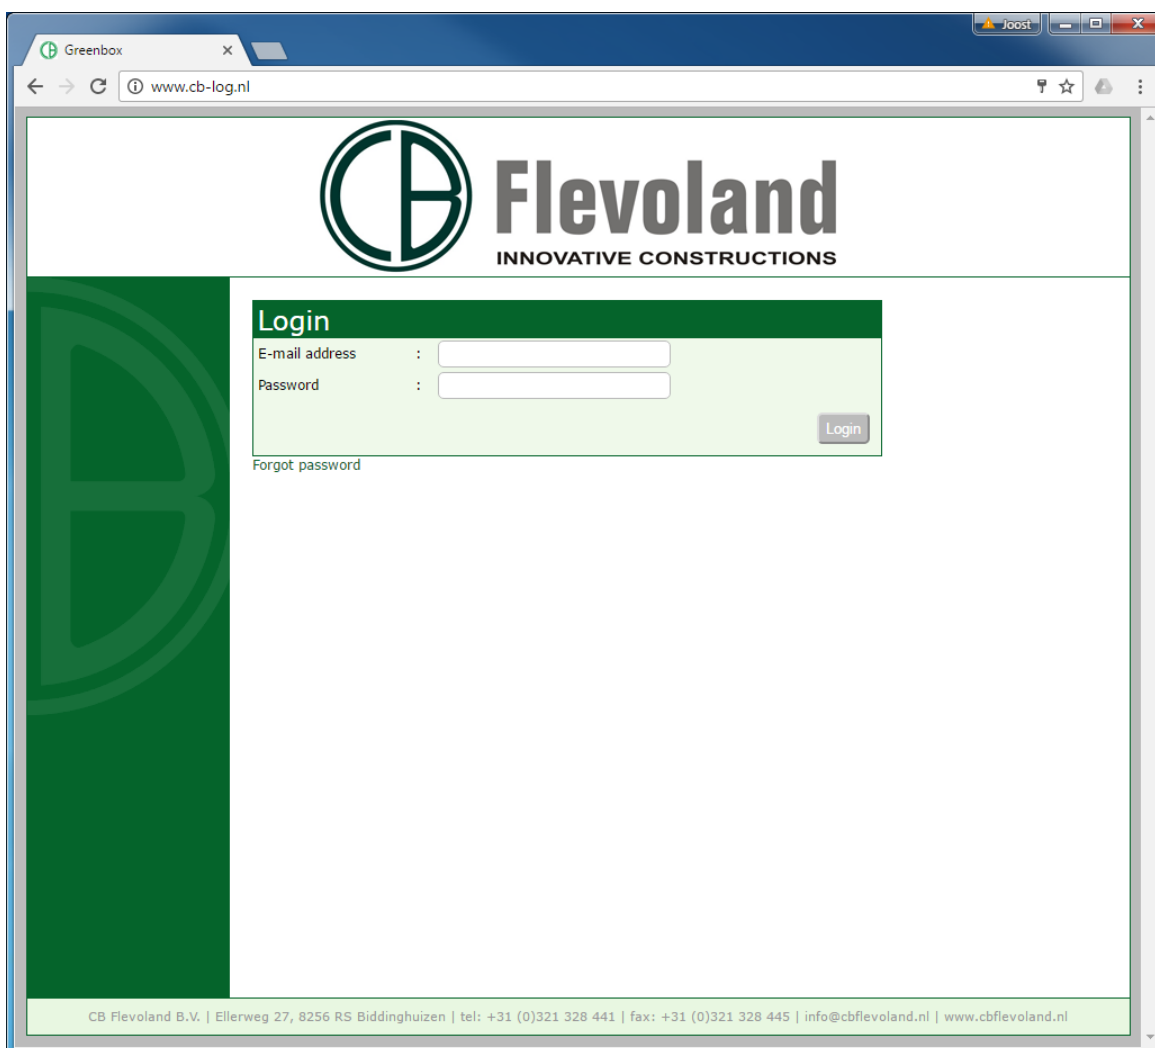 Joost
Greenbox
www.cb-log.nl
CB Flevoland
INNOVATIVE CONSTRUCTIONS
Login
E-mail address :
Password :
Login
Forgot password
CB Flevoland B.V. | Ellerweg 27, 8256 RS Biddinghuizen | tel: +31 (0)321 328 441 | fax: +31 (0)321 328 445 | info@cbflevoland.nl | www.cbflevoland.nl